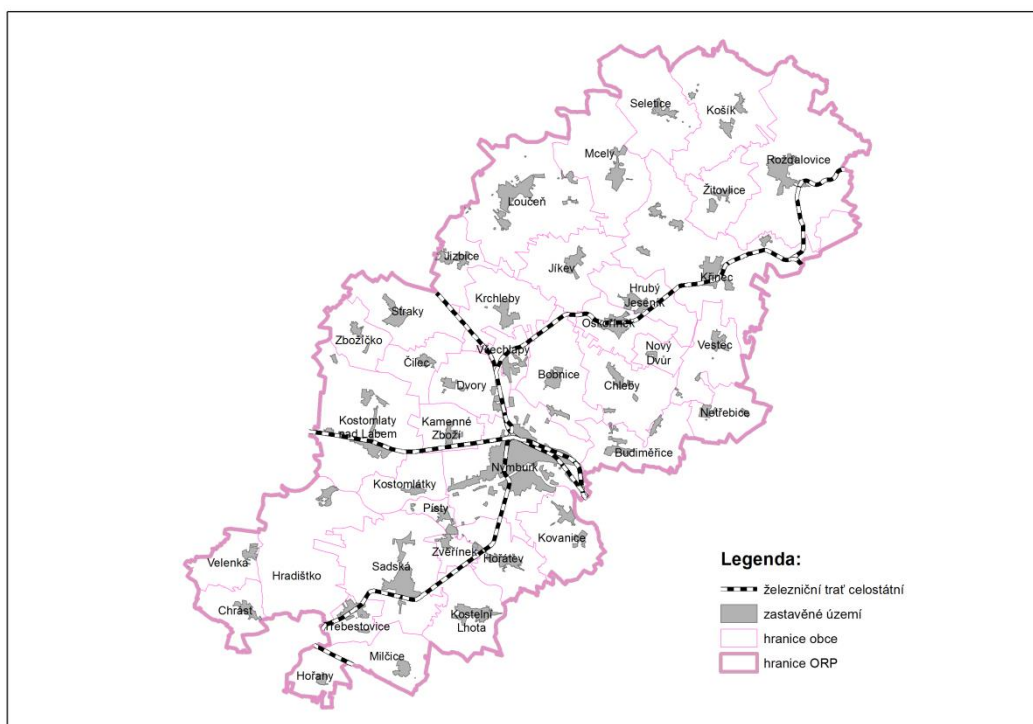 Seletice
Košík
Mcely
Rožďalovice
Žitovlice
Loučeň
Jizbice
Jíkev
Křinec
Hrubý
Jeseník
Krchleby
Straky
Oskořínek
Zbožíčko
Všechlapy
Nový
Dvůr
Vestec
Čilec
Bobnice
Dvory
Chleby
Netřebice
Kostomlaty
nad Labem
Kamenné
Zboží
Budiměřice
Nymburk
Kostomlátky
Písty
Kovanice
Zvěřínek
Hořátev
Velenka
Sadská
Hradištko
Chrást
Kostelní
Lhota
Třebestovice
Milčice
Hořany
Legenda:
železniční trať celostátní
zastavěné území
hranice obce
hranice ORP